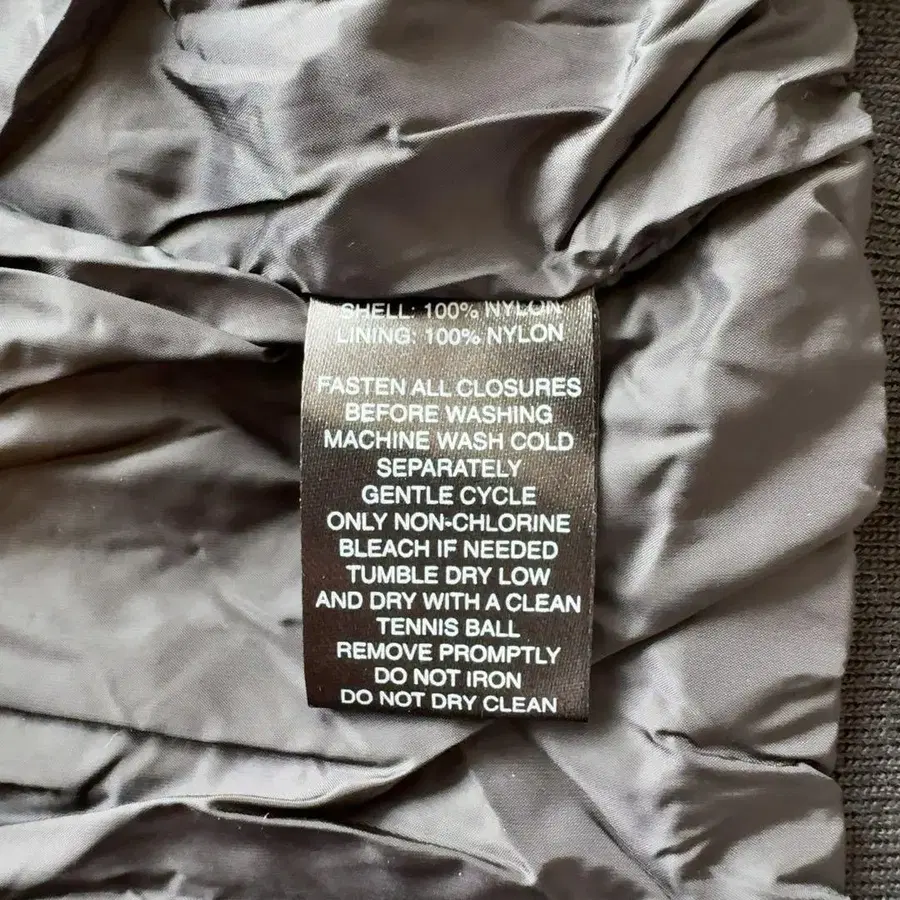 SHELL: 100% NYLON
LINING: 100% NYLON
FASTEN ALL CLOSURES
BEFORE WASHING
MACHINE WASH COLD
SEPARATELY
GENTLE CYCLE
ONLY NON-CHLORINE
BLEACH IF NEEDED
TUMBLE DRY LOW
AND DRY WITH A CLEAN
TENNIS BALL
REMOVE PROMPTLY
DO NOT IRON
DO NOT DRY CLEAN